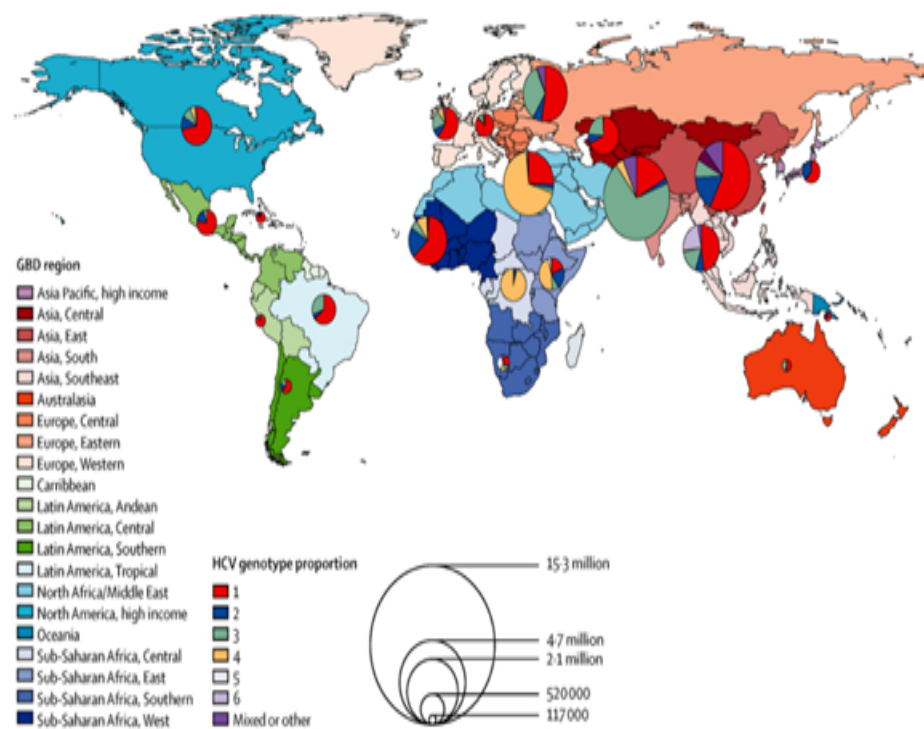 GBD region
Asia Pacific, high income
Asia, Central
Asia, East
Asia, South
Asia, Southeast
Australasia
Europe, Central
Europe, Eastern
Europe, Western
Carribbean
Latin America, Andean
Latin America, Central
Latin America, Southern
Latin America, Tropical
North Africa/Middle East
North America, high income
Oceania
Sub-Saharan Africa, Central
Sub-Saharan Africa, East
Sub-Saharan Africa, Southern
Sub-Saharan Africa, West
HCV genotype proportion
1
2
3
4
5
6
Mixed or other
15·3 million
4·7 million
2·1 million
520 000
117 000